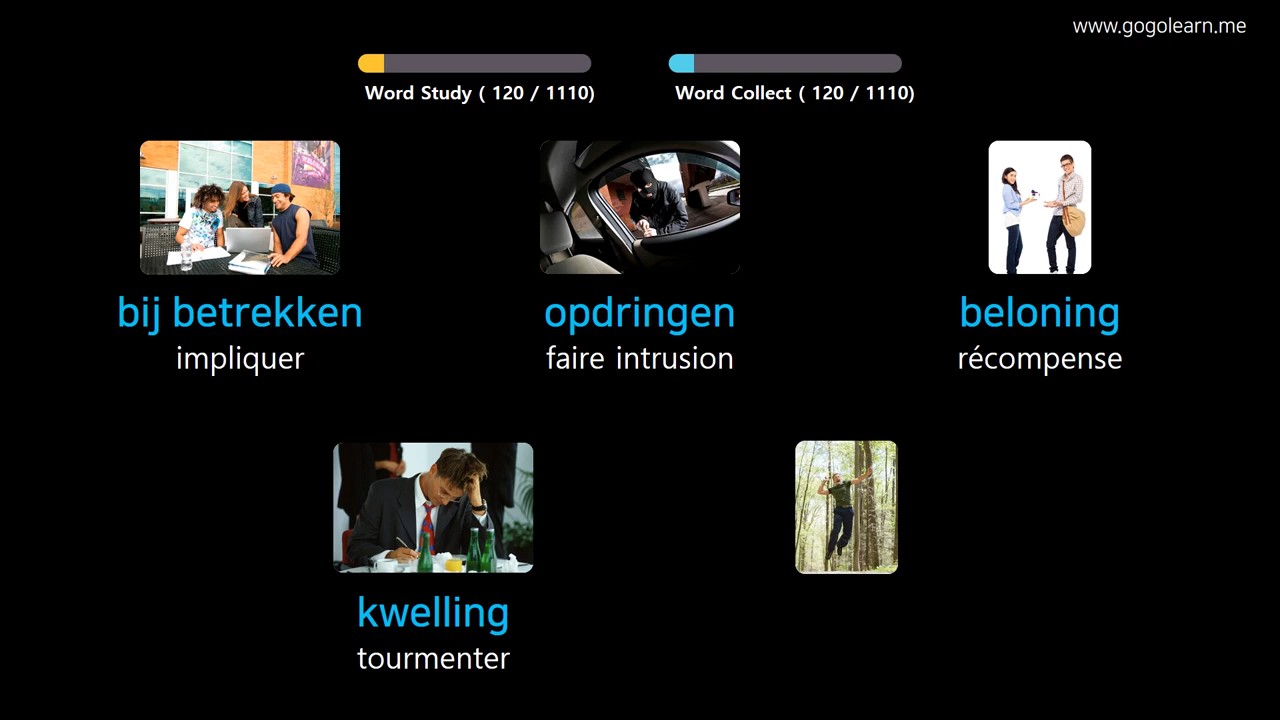 www.gogolearn.me
Word Study ( 120 / 1110)
Word Collect ( 120 / 1110)
bij betrekken
impliquer
opdringen
faire intrusion
beloning
récompense
kwelling
tourmenter